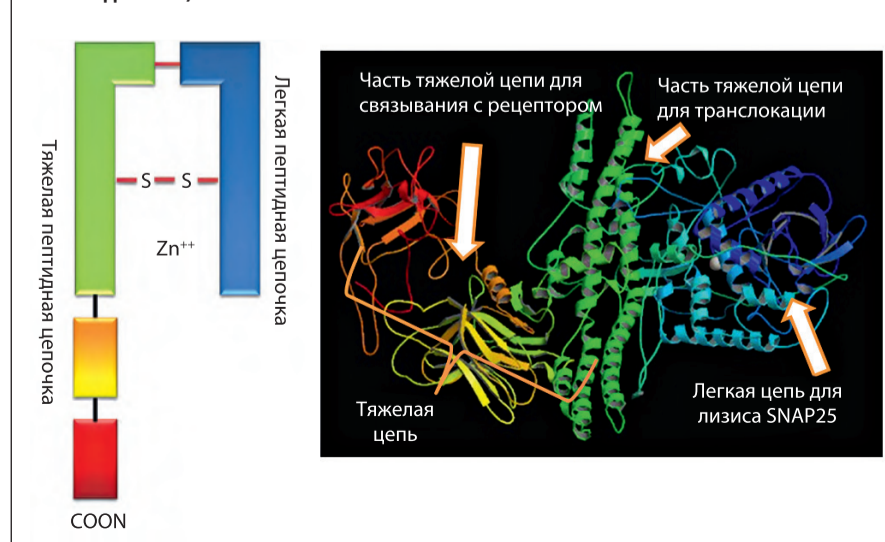 Тяжелая пептидная цепочка
Легкая пептидная цепочка
S S
Zn++
COON
Часть тяжелой цепи для
связывания с рецептором
Часть тяжелой цепи
для транслокации
Тяжелая
цепь
Легкая цепь для
лизиса SNAP25